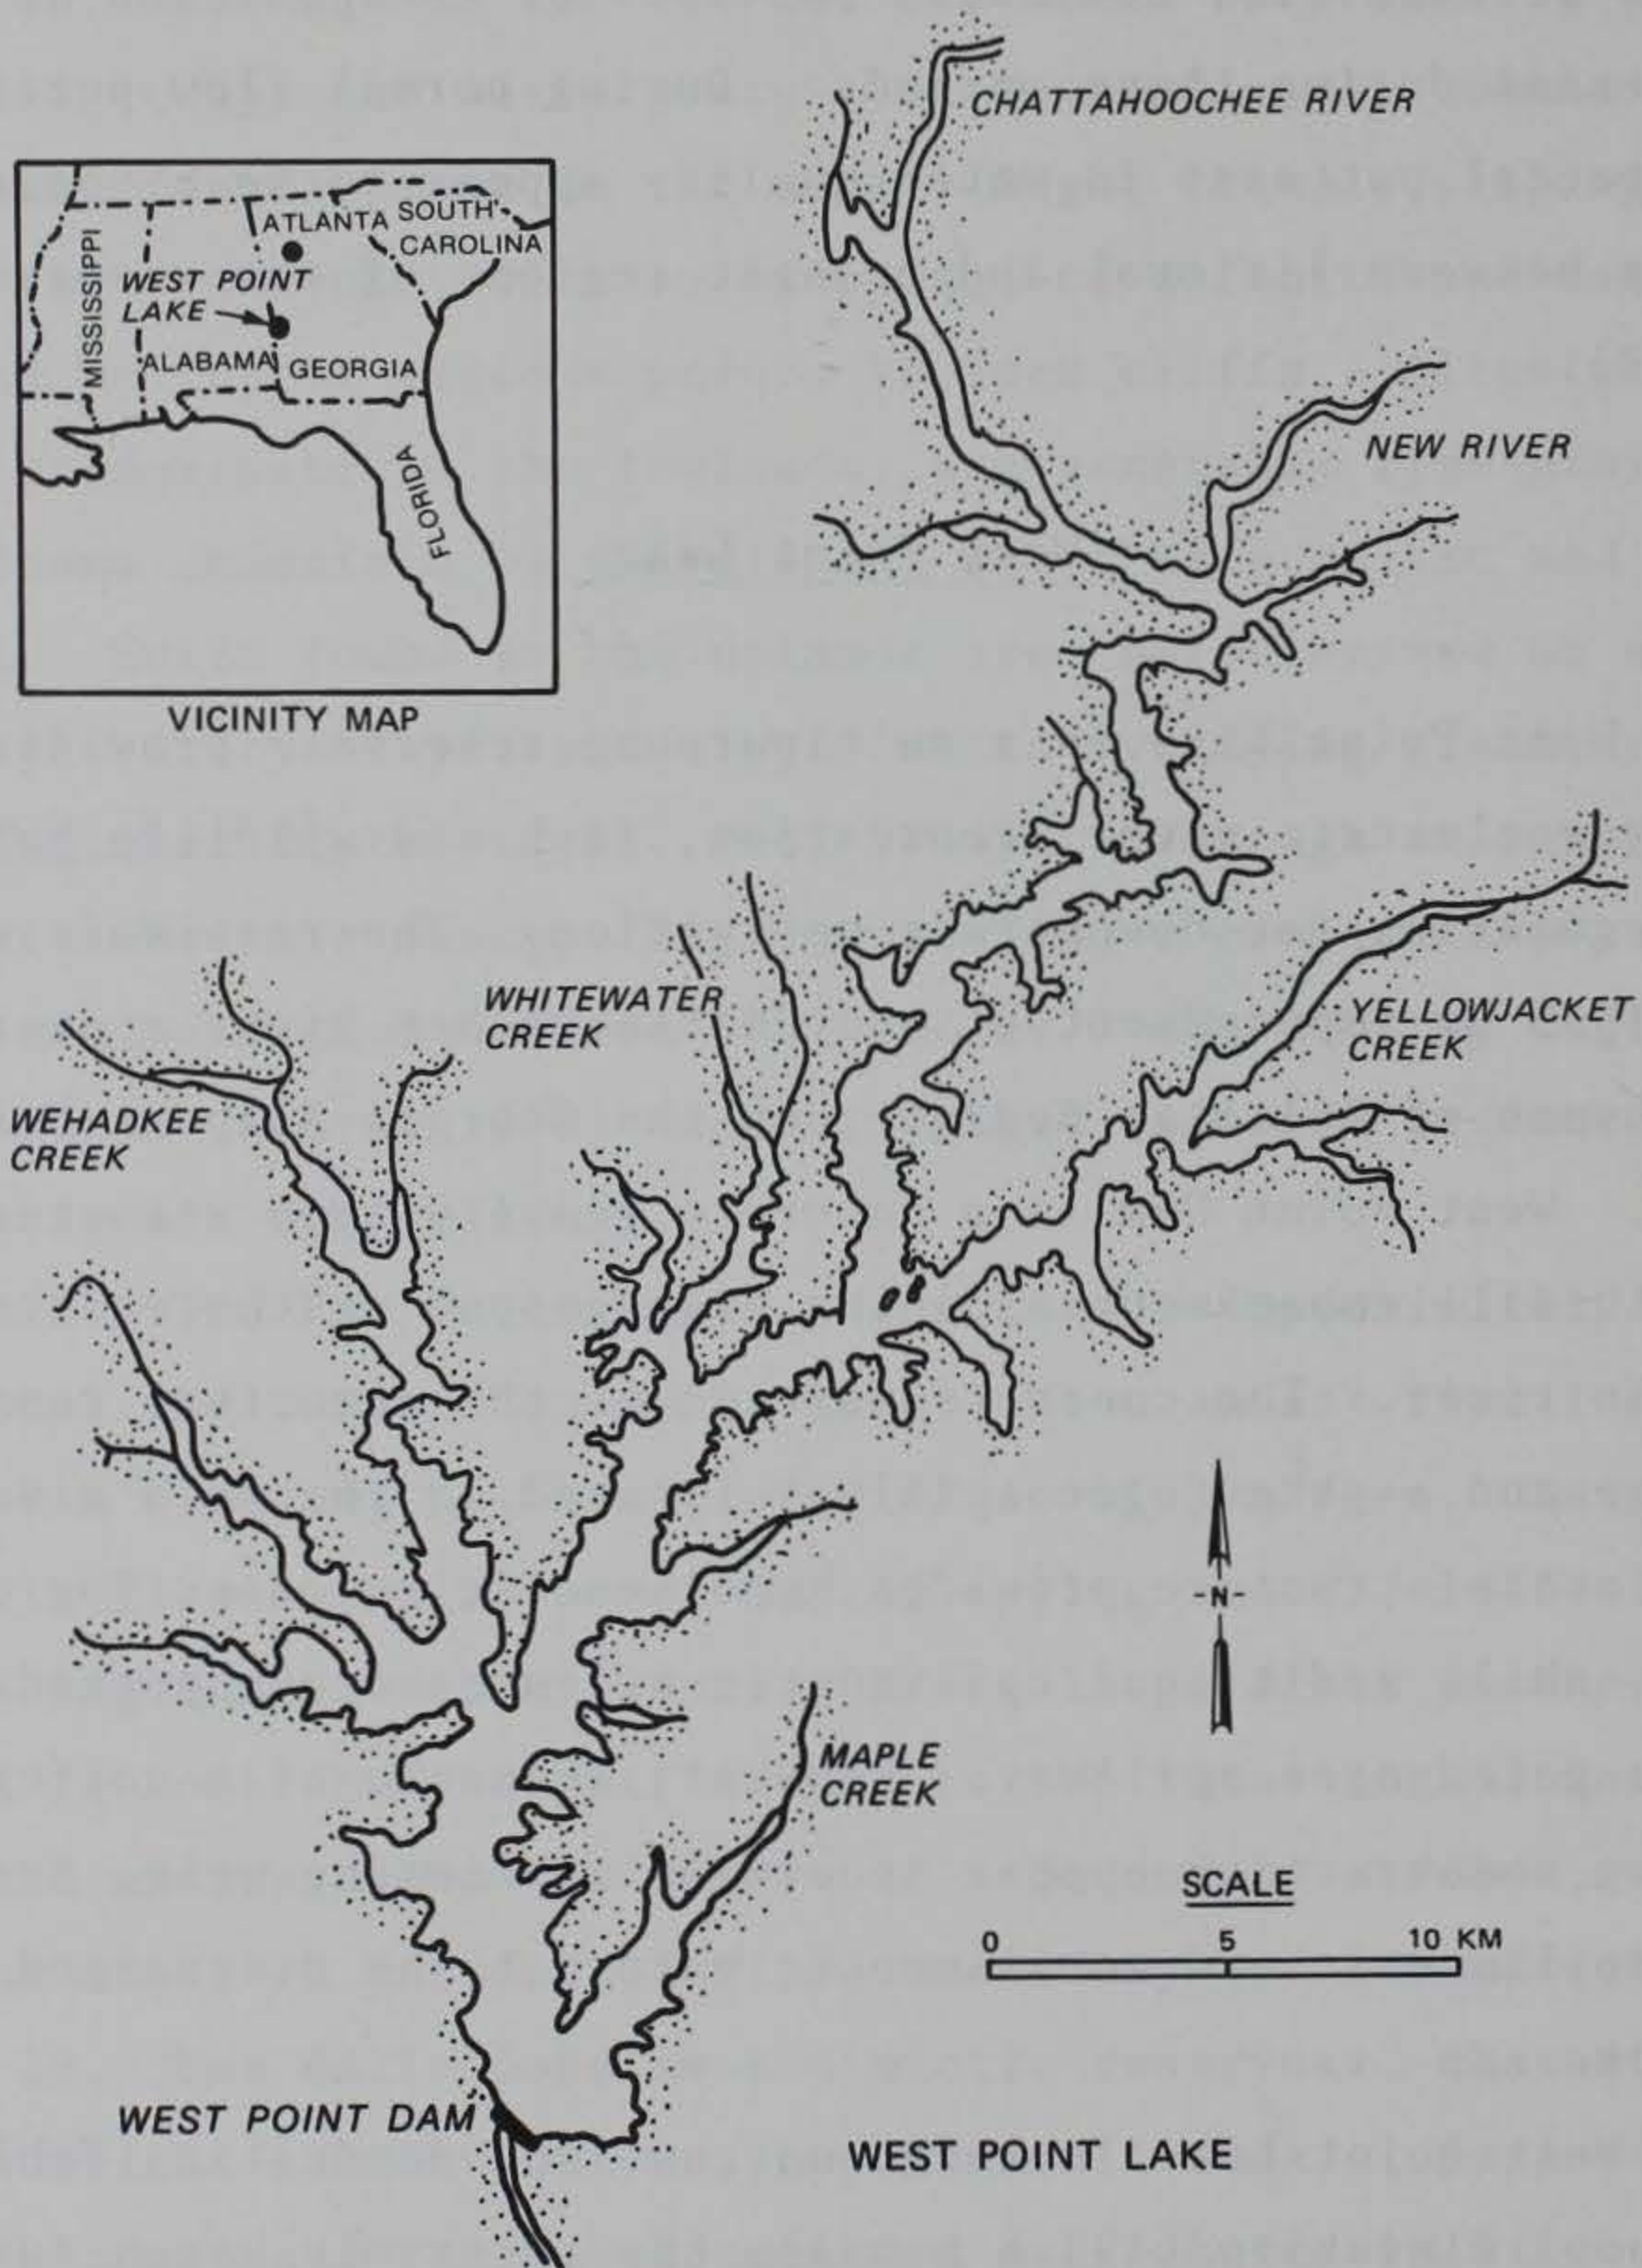 CHATTAHOOCHEE RIVER
ATLANTA
SOUTH
CAROLINA
MISSISSIPPI
WEST POINT
LAKE
ALABAMA
GEORGIA
FLORIDA
VICINITY MAP
NEW RIVER
WHITEWATER
CREEK
YELLOWJACKET
CREEK
WEHADKEE
CREEK
-N-
MAPLE
CREEK
SCALE
0 5 10 KM
WEST POINT DAM
WEST POINT LAKE